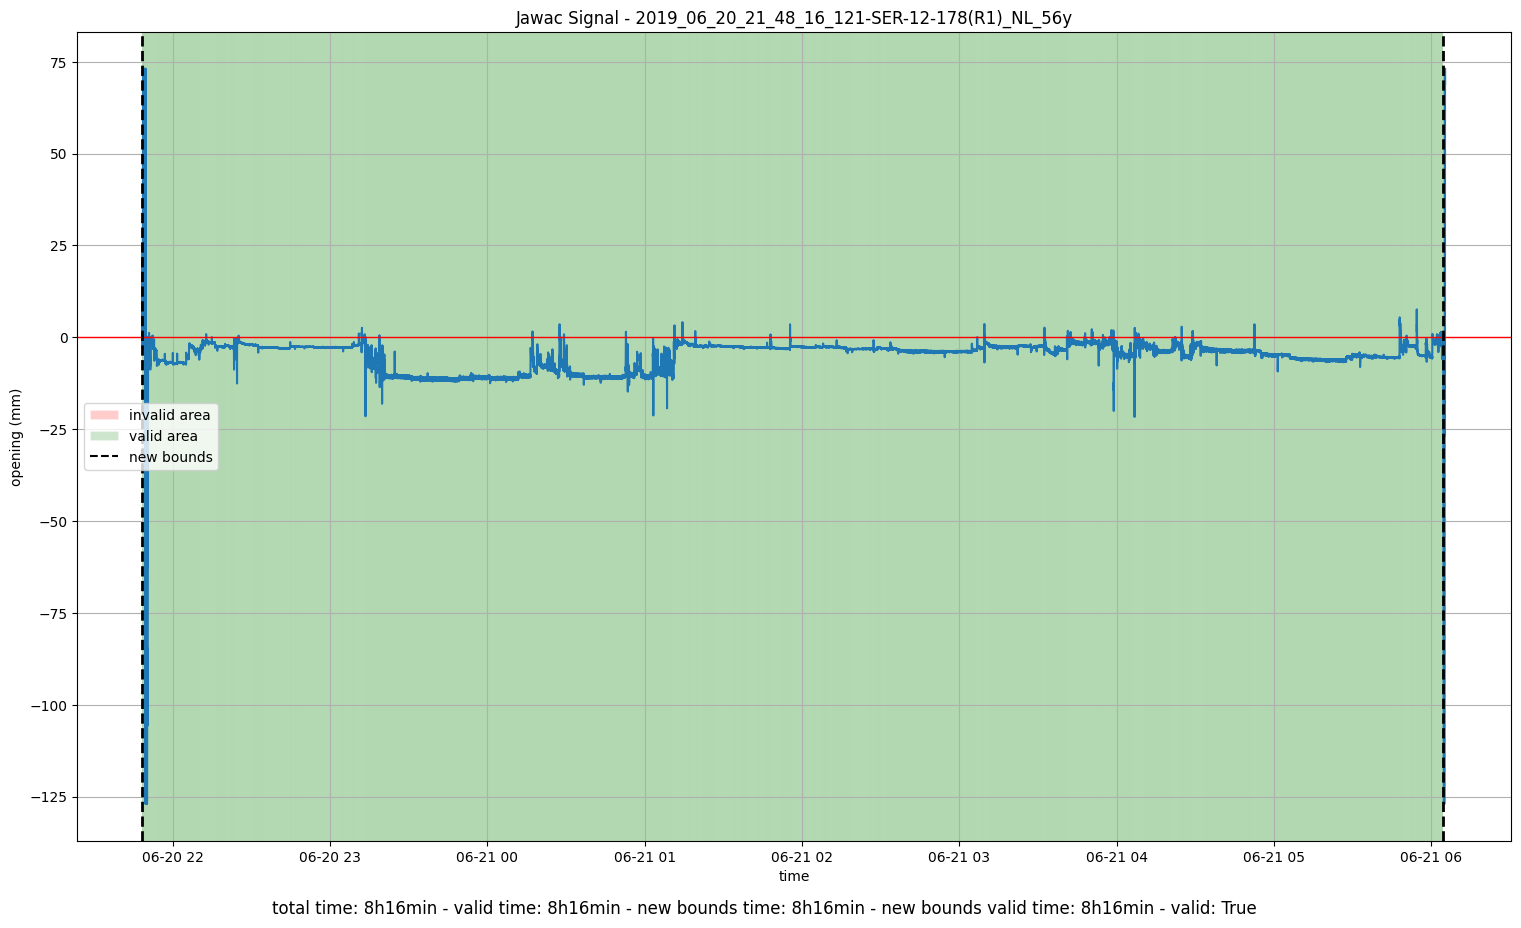 Jawac Signal - 2019_06_20_21_48_16_121-SER-12-178(R1)_NL_56y
75
50
25
0
−25
−50
−75
−100
−125
opening (mm)
invalid area
valid area
new bounds
06-20 22
06-20 23
06-21 00
06-21 01
06-21 02
06-21 03
06-21 04
06-21 05
06-21 06
time
total time: 8h16min - valid time: 8h16min - new bounds time: 8h16min - new bounds valid time: 8h16min - valid: True